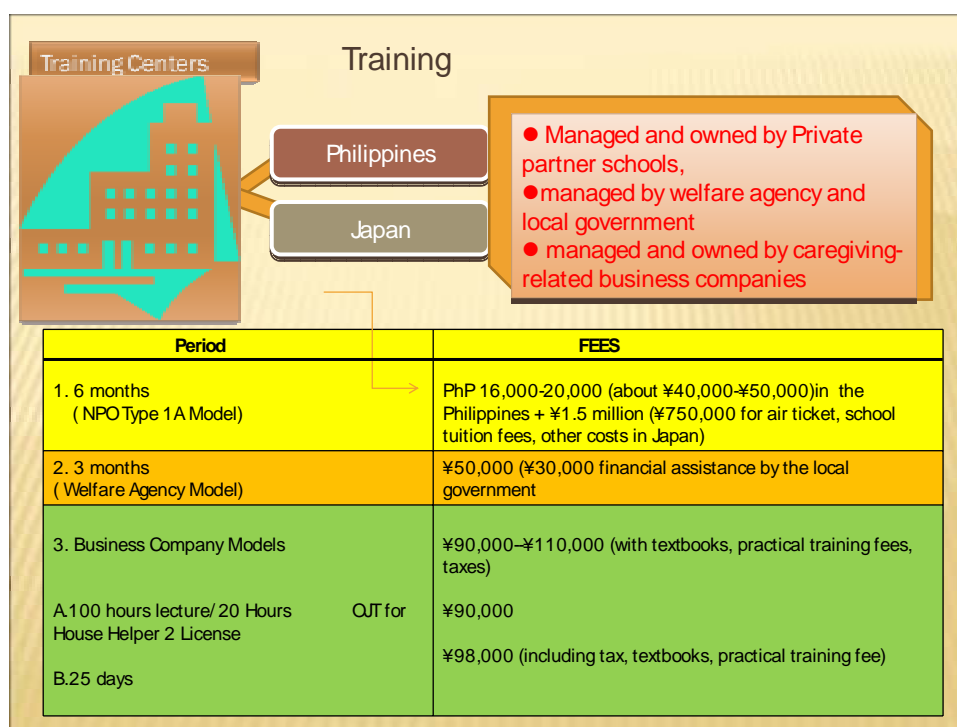 Training Centers
Training
Philippines
Japan
● Managed and owned by Private
partner schools,
●managed by welfare agency and
local government
● managed and owned by caregiving-
related business companies
Period
FEES
1. 6 months
( NPO Type 1A Model)
PhP 16,000-20,000 (about ¥40,000-¥50,000)in the
Philippines + ¥1.5 million (¥750,000 for air ticket, school
tuition fees, other costs in Japan)
2. 3 months
( Welfare Agency Model)
¥50,000 (¥30,000 financial assistance by the local
government
3. Business Company Models
¥90,000–¥110,000 (with textbooks, practical training fees,
taxes)
A.100 hours lecture/ 20 Hours OJT for
House Helper 2 License
¥90,000
B.25 days
¥98,000 (including tax, textbooks, practical training fee)